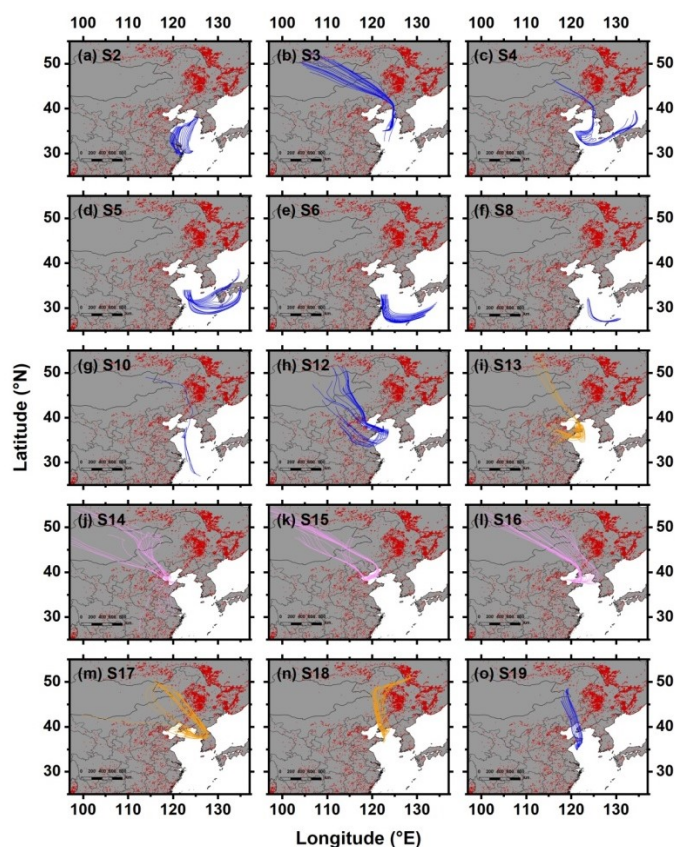 100 110 120 130 100 110 120 130 100 110 120 130
50 (a) S2 (b) S3 (c) S4 50
40 40
30 30
50 (d) S5 (e) S6 (f) S8 50
40 40
30 30
50 (g) S10 (h) S12 (i) S13 50
40 40
30 30
50 (j) S14 (k) S15 (l) S16 50
40 40
30 30
50 (m) S17 (n) S18 (o) S19 50
40 40
30 30
100 110 120 130 100 110 120 130 100 110 120 130
Latitude (°N)
Longitude (°E)